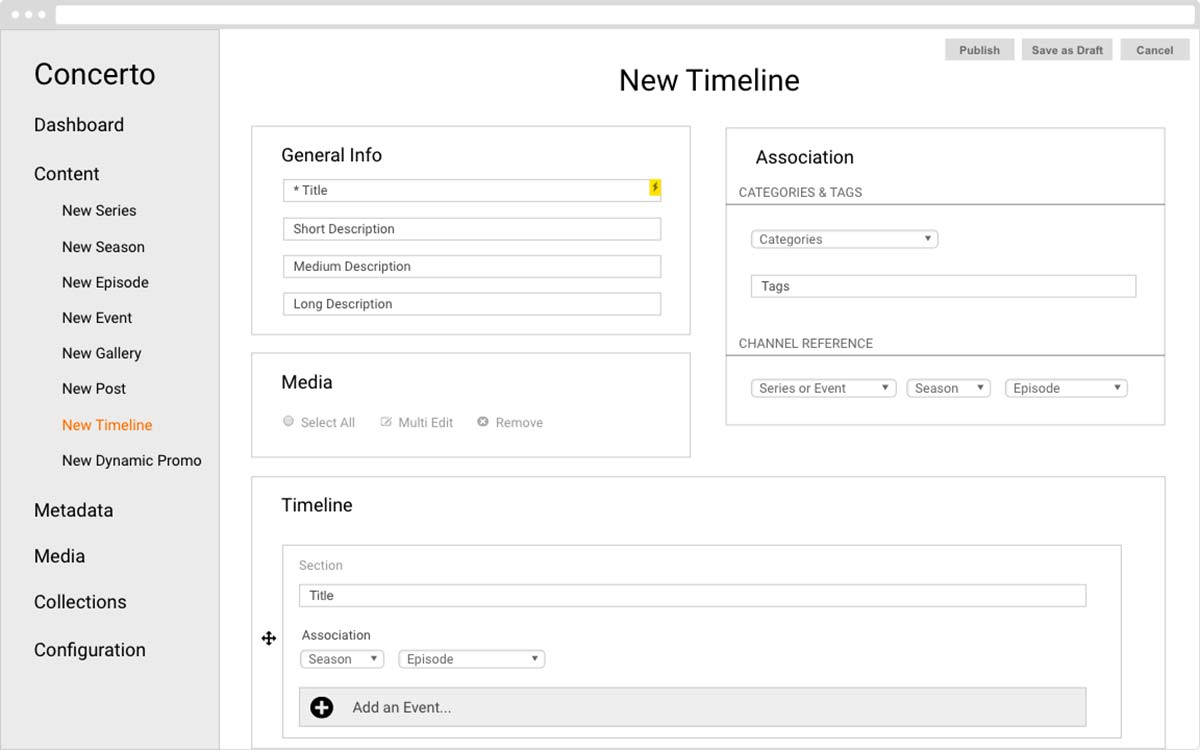 Concerto
Dashboard
Content
New Series
New Season
New Episode
New Event
New Gallery
New Post
New Timeline
New Dynamic Promo
Metadata
Media
Collections
Configuration
Publish Save as Draft Cancel
New Timeline
General Info
* Title
Short Description
Medium Description
Long Description
Media
Select All Multi Edit Remove
Association
CATEGORIES & TAGS
Categories
Tags
CHANNEL REFERENCE
Series or Event Season Episode
Timeline
Section
Title
Association
Season Episode
Add an Event...